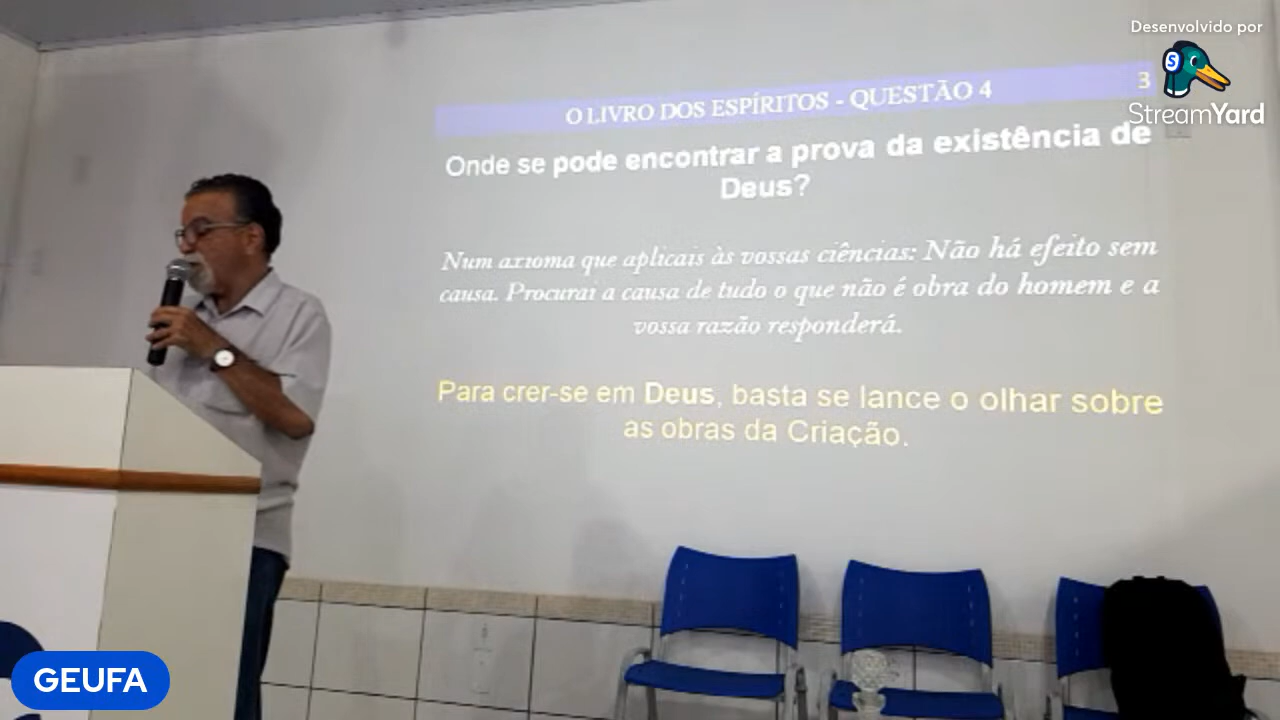 Desenvolvido por
StreamYard
O LIVRO DOS ESPÍRITOS - QUESTÃO 4
3
Onde se pode encontrar a prova da existência de
Deus?
Num axioma que aplicais às vossas ciências: Não há efeito sem
causa. Procurai a causa de tudo o que não é obra do homem e a
vossa razão responderá.
Para crer-se em Deus, basta se lance o olhar sobre
as obras da Criação.
GEUFA